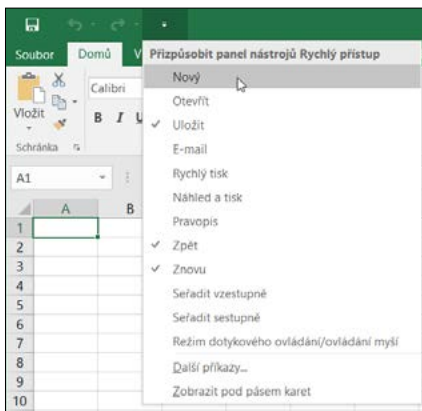 Soubor Domů V Přizpůsobit panel nástrojů Rychlý přístup
Nový
Calibri
Otevřít
Vložit
B I U
Uložit
Schránka
E-mail
Rychlý tisk
A1
Náhled a tisk
A B
Pravopis
1
Zpět
2
Znovu
3
4
Seřadit vzestupně
5
Seřadit sestupně
6
7
Režim dotykového ovládání/ovládání myší
8
Další příkazy...
9
Zobrazit pod pásem karet
10